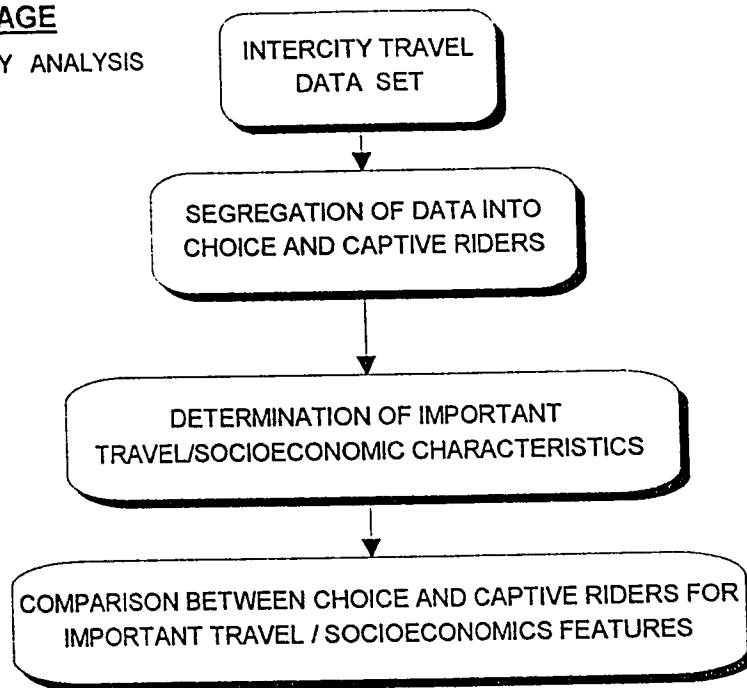 AGE
Y ANALYSIS
INTERCITY TRAVEL
DATA SET
SEGREGATION OF DATA INTO
CHOICE AND CAPTIVE RIDERS
DETERMINATION OF IMPORTANT
TRAVEL/SOCIOECONOMIC CHARACTERISTICS
COMPARISON BETWEEN CHOICE AND CAPTIVE RIDERS FOR
IMPORTANT TRAVEL / SOCIOECONOMICS FEATURES